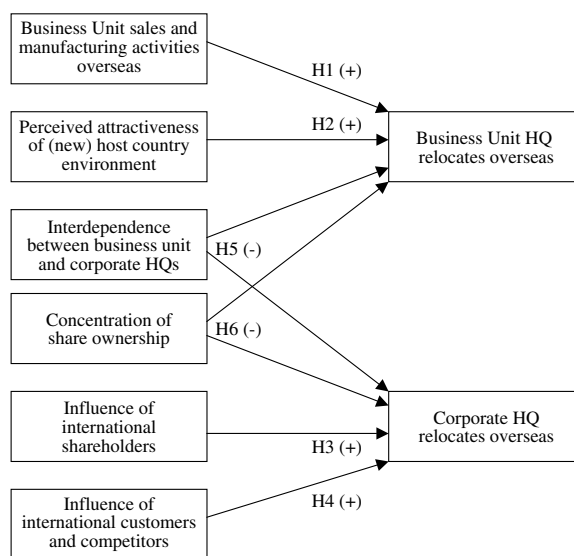 Business Unit sales and
manufacturing activities
overseas
H1 (+)
Perceived attractiveness
of (new) host country
environment
H2 (+)
Business Unit HQ
relocates overseas
Interdependence
between business unit
and corporate HQs
H5 (-)
Concentration of
share ownership
H6 (-)
Influence of
international
shareholders
H3 (+)
Corporate HQ
relocates overseas
Influence of
international customers
and competitors
H4 (+)